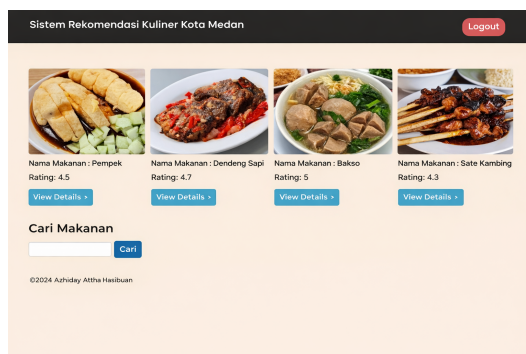 Sistem Rekomendasi Kuliner Kota Medan
Logout
Nama Makanan : Pempek
Rating: 4.5
View Details >
Nama Makanan : Dendeng Sapi
Rating: 4.7
View Details >
Nama Makanan : Bakso
Rating: 5
View Details >
Nama Makanan : Sate Kambing
Rating: 4.3
View Details >
Cari Makanan
Cari
©2024 Azhiday Attha Hasibuan